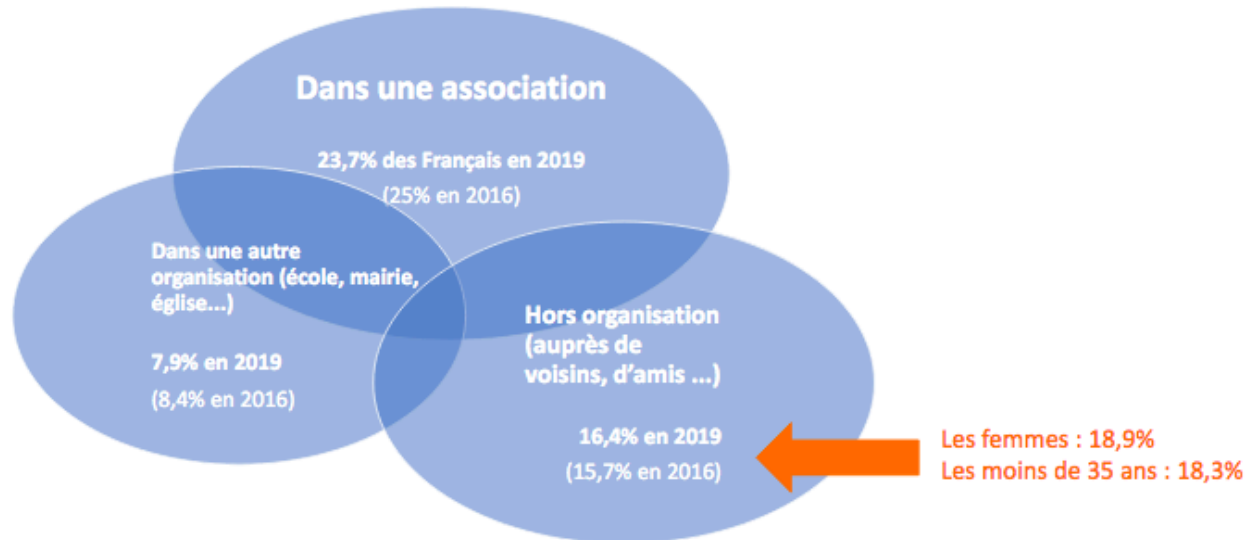 Dans une association
23,7% des Français en 2019
(25% en 2016)
Dans une autre
organisation (école, mairie,
église...)
7,9% en 2019
(8,4% en 2016)
Hors organisation
(auprès de
voisins, d'amis ...)
16,4% en 2019
(15,7% en 2016)
Les femmes : 18,9%
Les moins de 35 ans : 18,3%